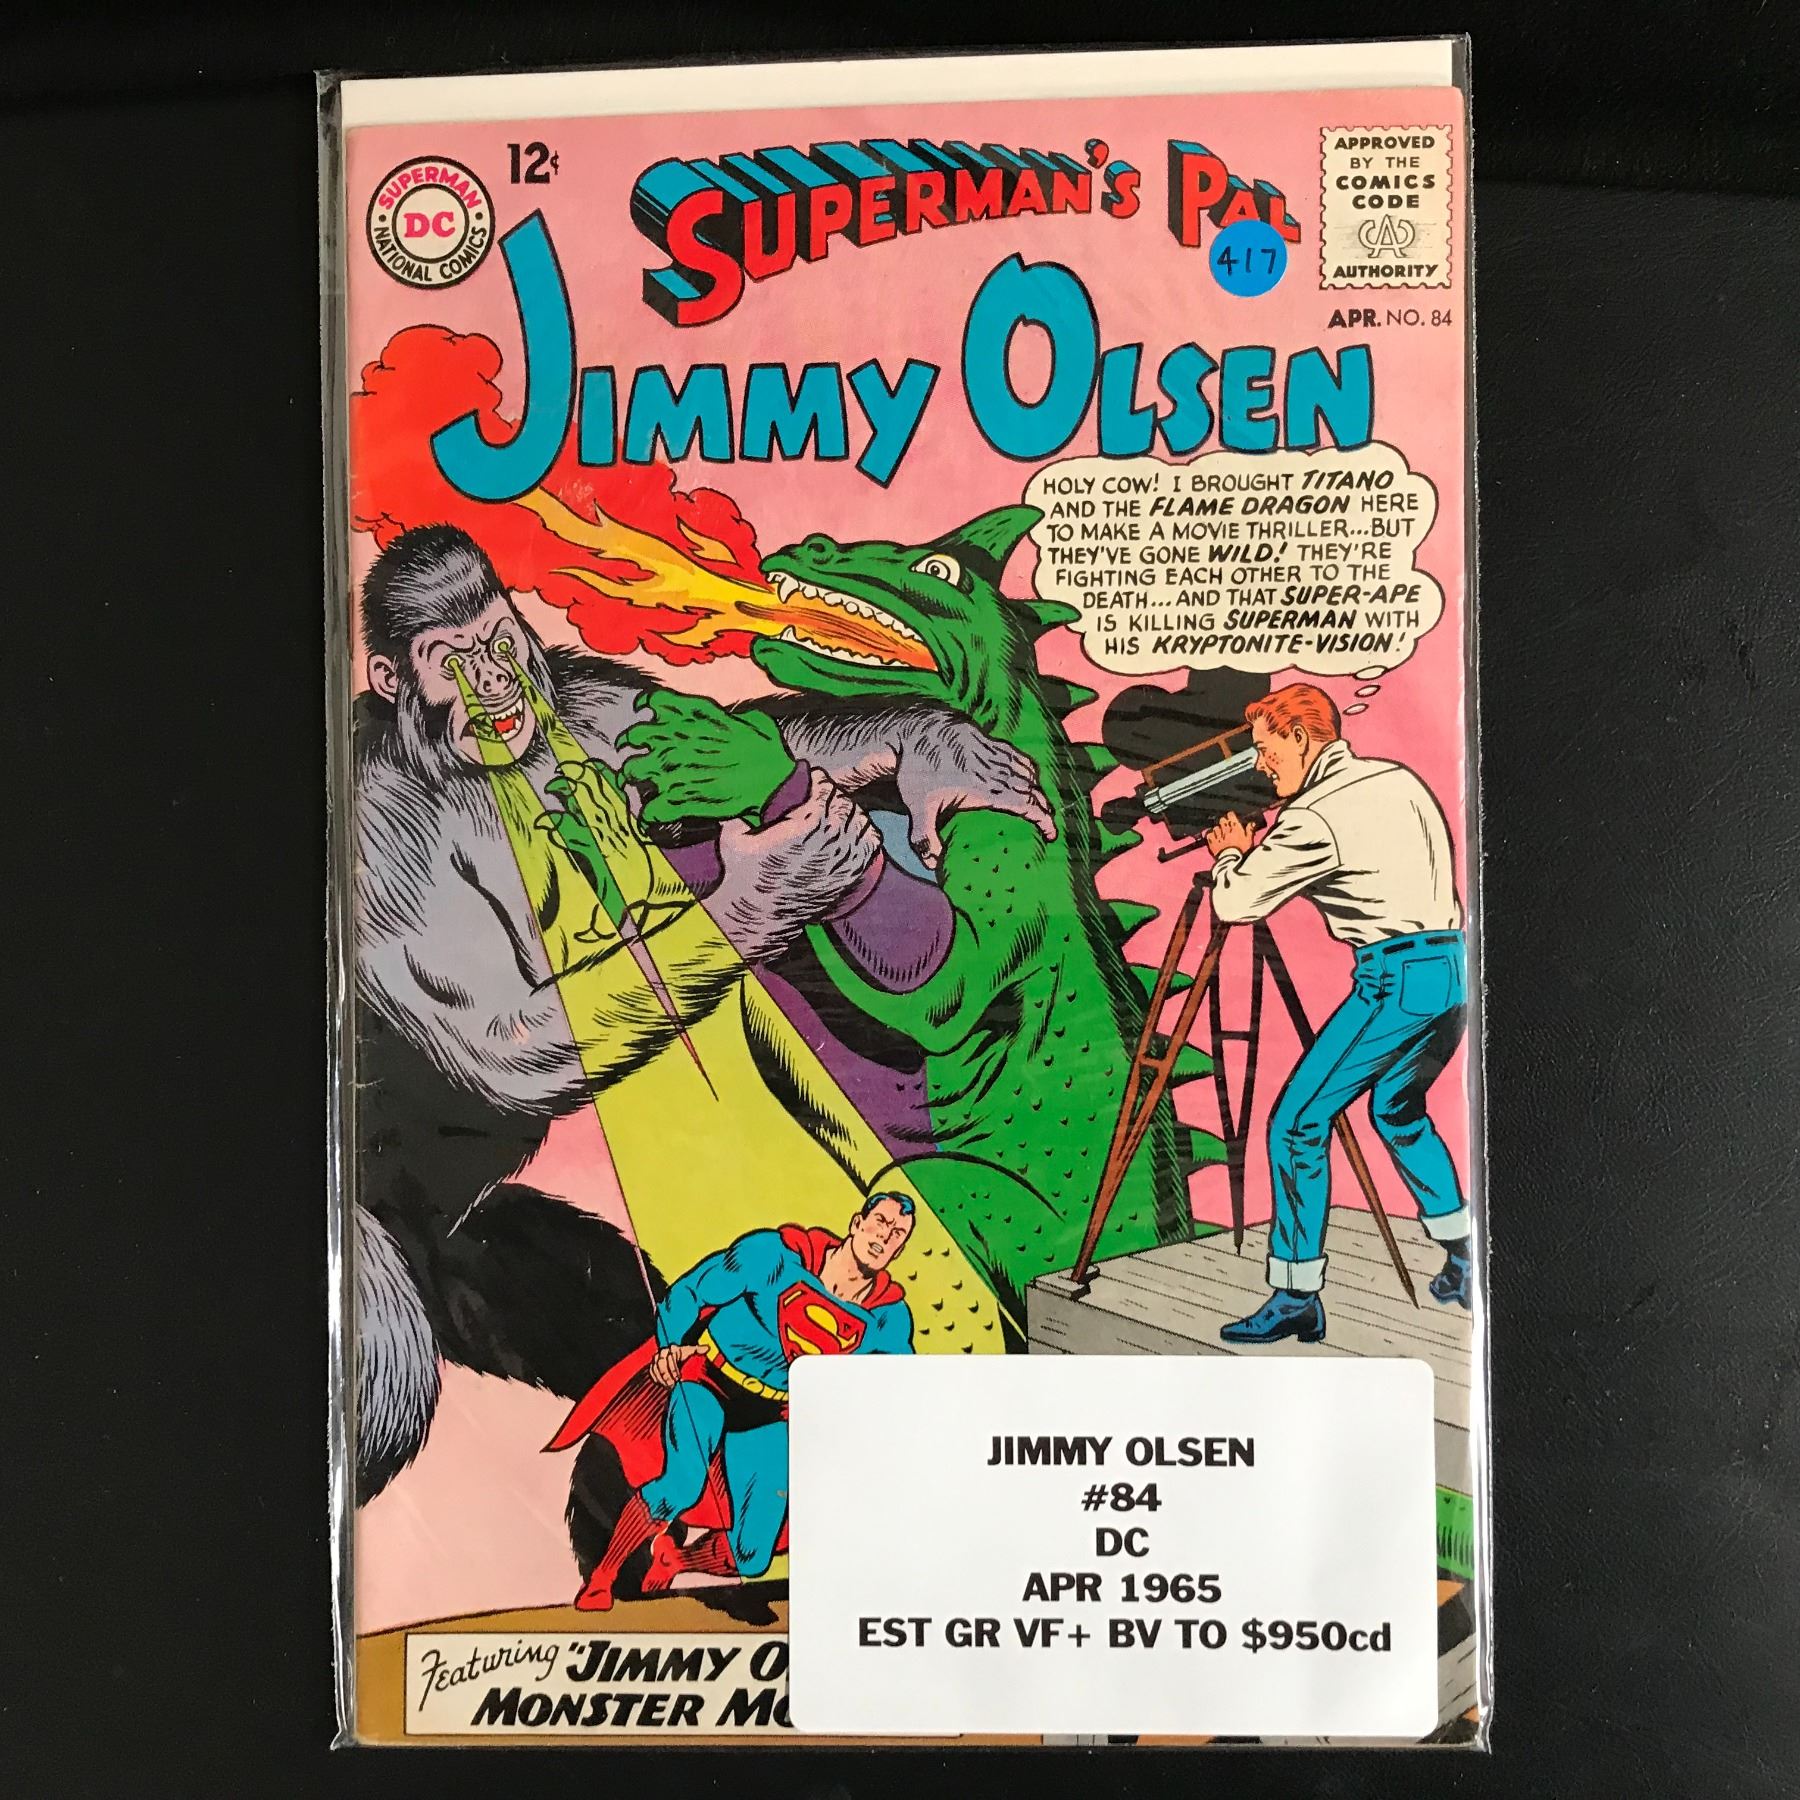 SUPERMAN
DC
NATIONAL COMICS
12¢
SUPERMAN'S PAL
417
JIMMY OLSEN
APPROVED
BY THE
COMICS
CODE
CA
AUTHORITY
APR. NO. 84
HOLY COW! I BROUGHT TITANO
AND THE FLAME DRAGON HERE
TO MAKE A MOVIE THRILLER...BUT
THEY'VE GONE WILD! THEY'RE
FIGHTING EACH OTHER TO THE
DEATH...AND THAT SUPER-APE
IS KILLING SUPERMAN WITH
HIS KRYPTONITE-VISION!
S
JIMMY OLSEN
#84
DC
APR 1965
EST GR VF+ BV TO $950cd
Featuring "JIMMY O
MONSTER MO